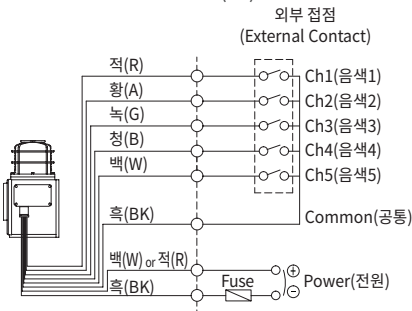 외부 접점
(External Contact)
적(R)
Ch1(음색1)
황(A)
Ch2(음색2)
녹(G)
Ch3(음색3)
청(B)
Ch4(음색4)
백(W)
Ch5(음색5)
흑(BK)
Common(공통)
백(W) or 적(R)
흑(BK)
Fuse
⊕
⊖
Power(전원)